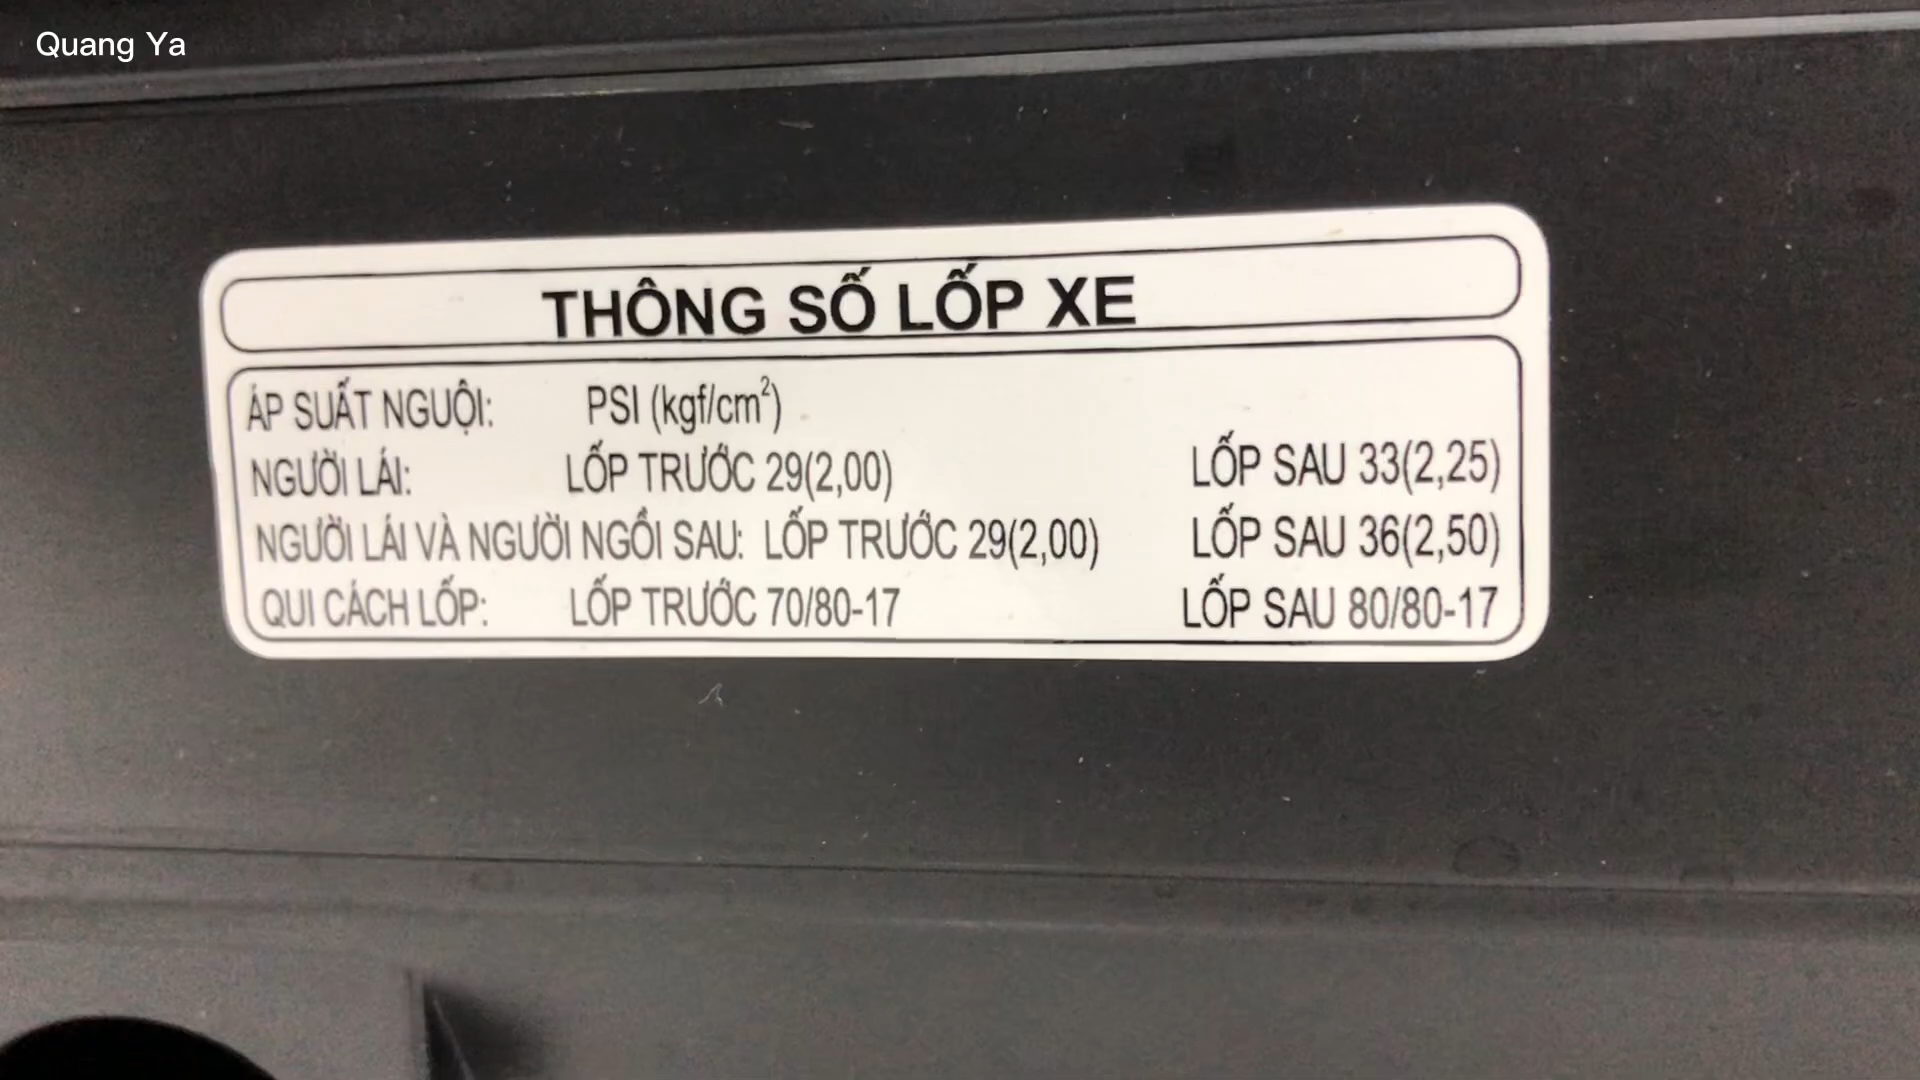 Quang Ya
THÔNG SỐ LỐP XE
ÁP SUẤT NGUỘI: PSI (kgf/cm²)
NGƯỜI LÁI: LỐP TRƯỚC 29(2,00) LỐP SAU 33(2,25)
NGƯỜI LÁI VÀ NGƯỜI NGỒI SAU: LỐP TRƯỚC 29(2,00) LỐP SAU 36(2,50)
QUI CÁCH LỐP: LỐP TRƯỚC 70/80-17 LỐP SAU 80/80-17